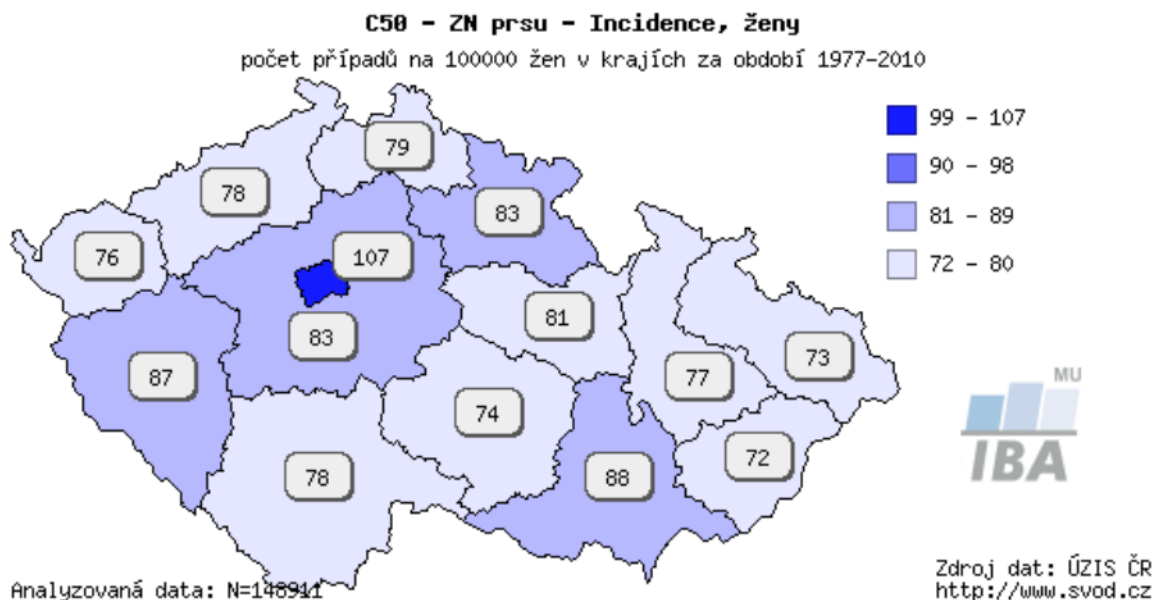 C50 - ZN prsu - Incidence, ženy
počet případů na 100000 žen v krajích za období 1977-2010
99 - 107
90 - 98
81 - 89
72 - 80
79
78
83
76
107
81
83
73
87
77
74
72
78
88
MU
IBA
Analyzovaná data: N=148911
Zdroj dat: ÚZIS ČR
http://www.svod.cz